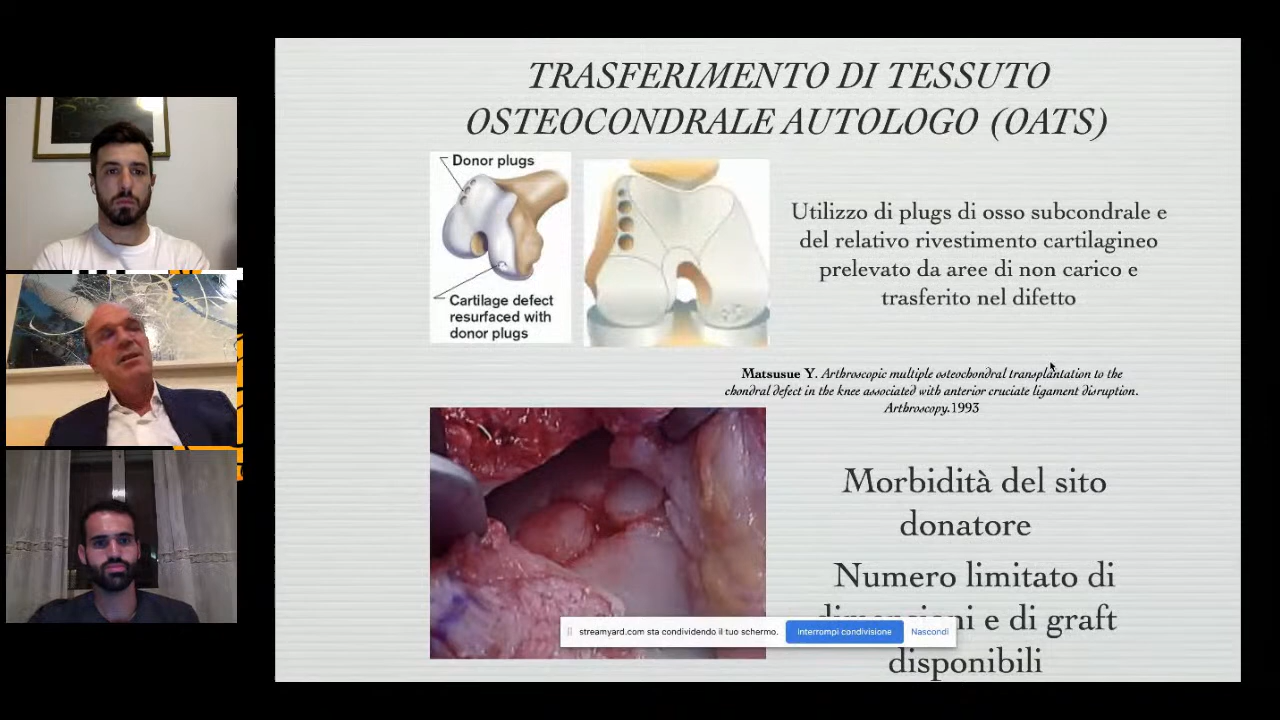 TRASFERIMENTO DI TESSUTO
OSTEOCONDRALE AUTOLOGO (OATS)
Donor plugs
Cartilage defect
resurfaced with
donor plugs
Utilizzo di plugs di osso subcondrale e
del relativo rivestimento cartilagineo
prelevato da aree di non carico e
trasferito nel difetto
Matsusue Y. Arthroscopic multiple osteochondral transplantation to the
chondral defect in the knee associated with anterior cruciate ligament disruption.
Arthroscopy.1993
Morbidità del sito
donatore
Numero limitato di
dimensioni e di graft
disponibili
streamyard.com sta condividendo il tuo schermo.
Interrompi condivisione
Nascondi